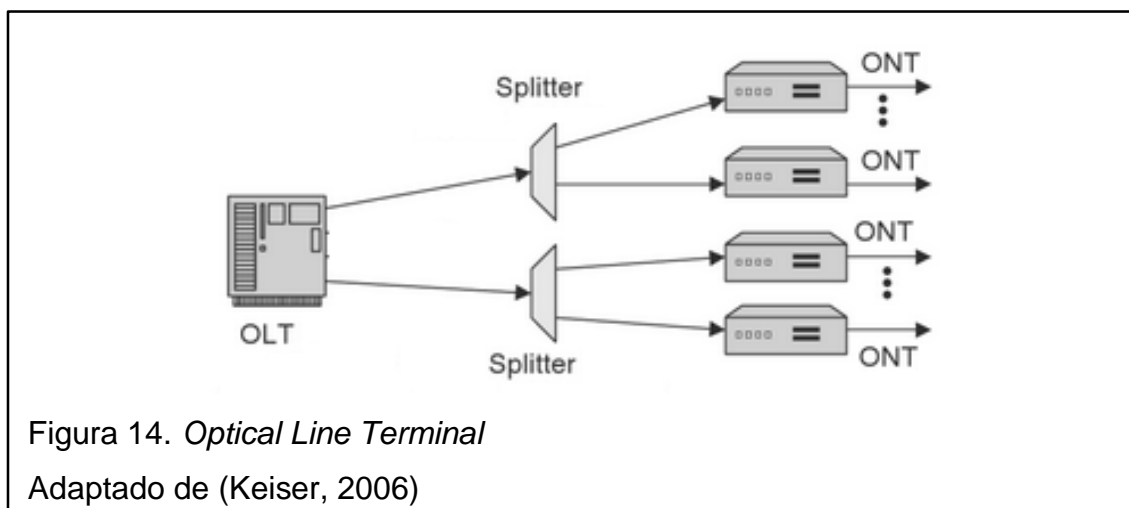 Splitter
ONT
ONT
ONT
OLT
Splitter
ONT
Figura 14. Optical Line Terminal
Adaptado de (Keiser, 2006)